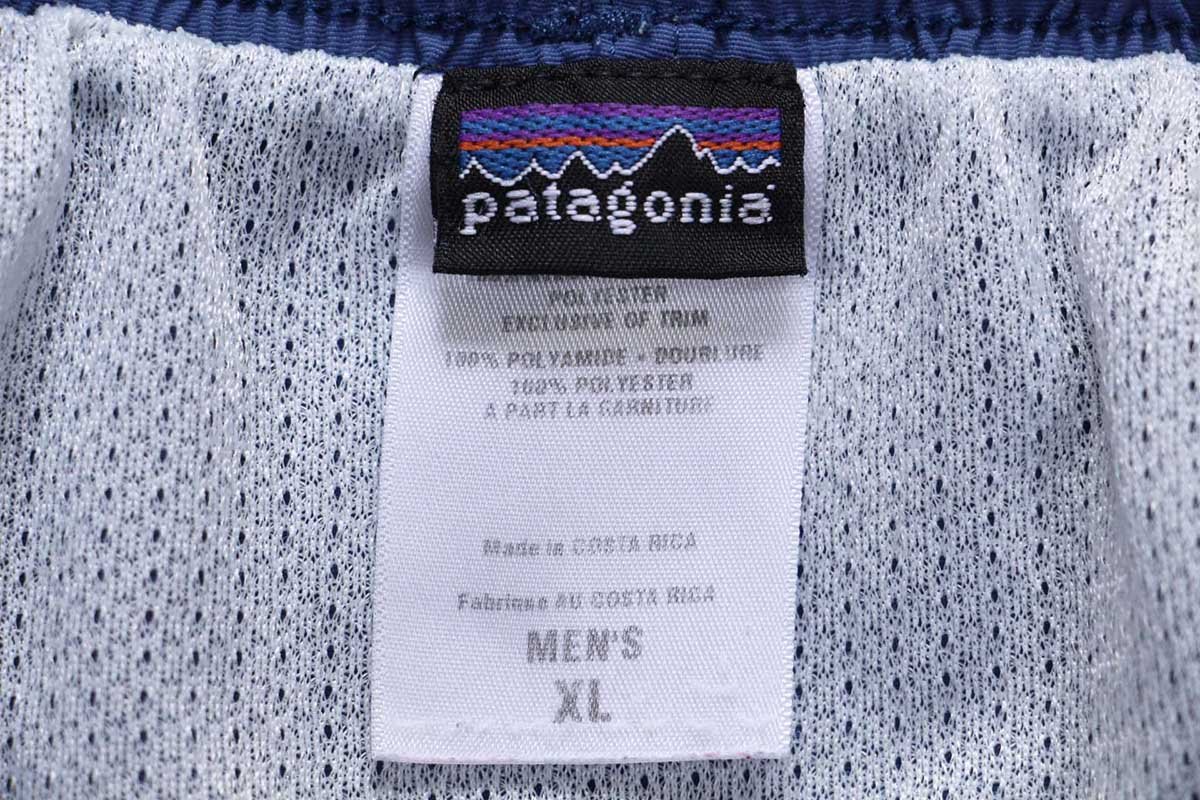 patagonia
POLYESTER
EXCLUSIVE OF TRIM
100% POLYAMIDE • DOUBLURE
100% POLYESTER
A PART LA GARNITURE
Made in COSTA RICA
Fabrique AU COSTA RICA
MEN'S
XL